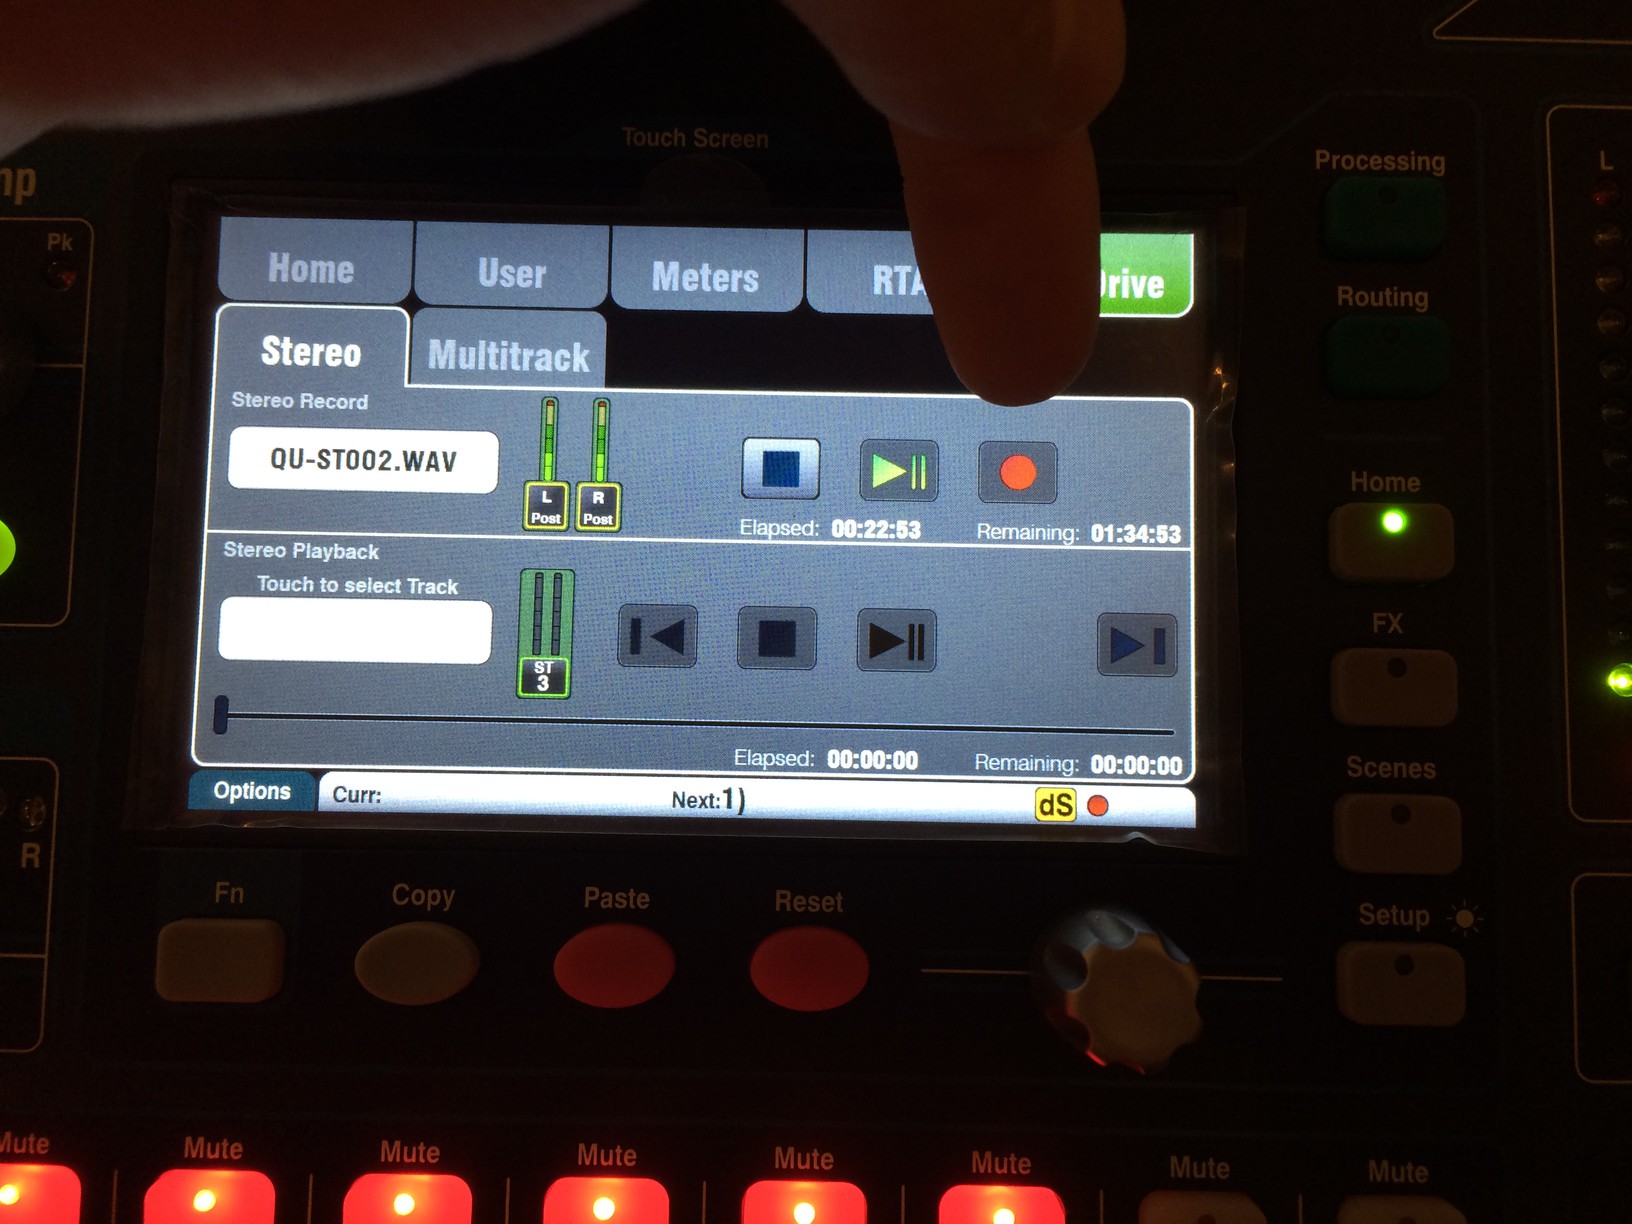 Touch Screen
Processing
L
mp
Pk
Home User Meters RTA Drive
Routing
Stereo Multitrack
Stereo Record
QU-ST002.WAV
L Post
R Post
Elapsed: 00:22:53 Remaining: 01:34:53
Home
Stereo Playback
Touch to select Track
ST
3
FX
Elapsed: 00:00:00 Remaining: 00:00:00
Options Curr: Next:1) dS
Scenes
R
Fn Copy Paste Reset
Setup
Mute Mute Mute Mute Mute Mute Mute Mute